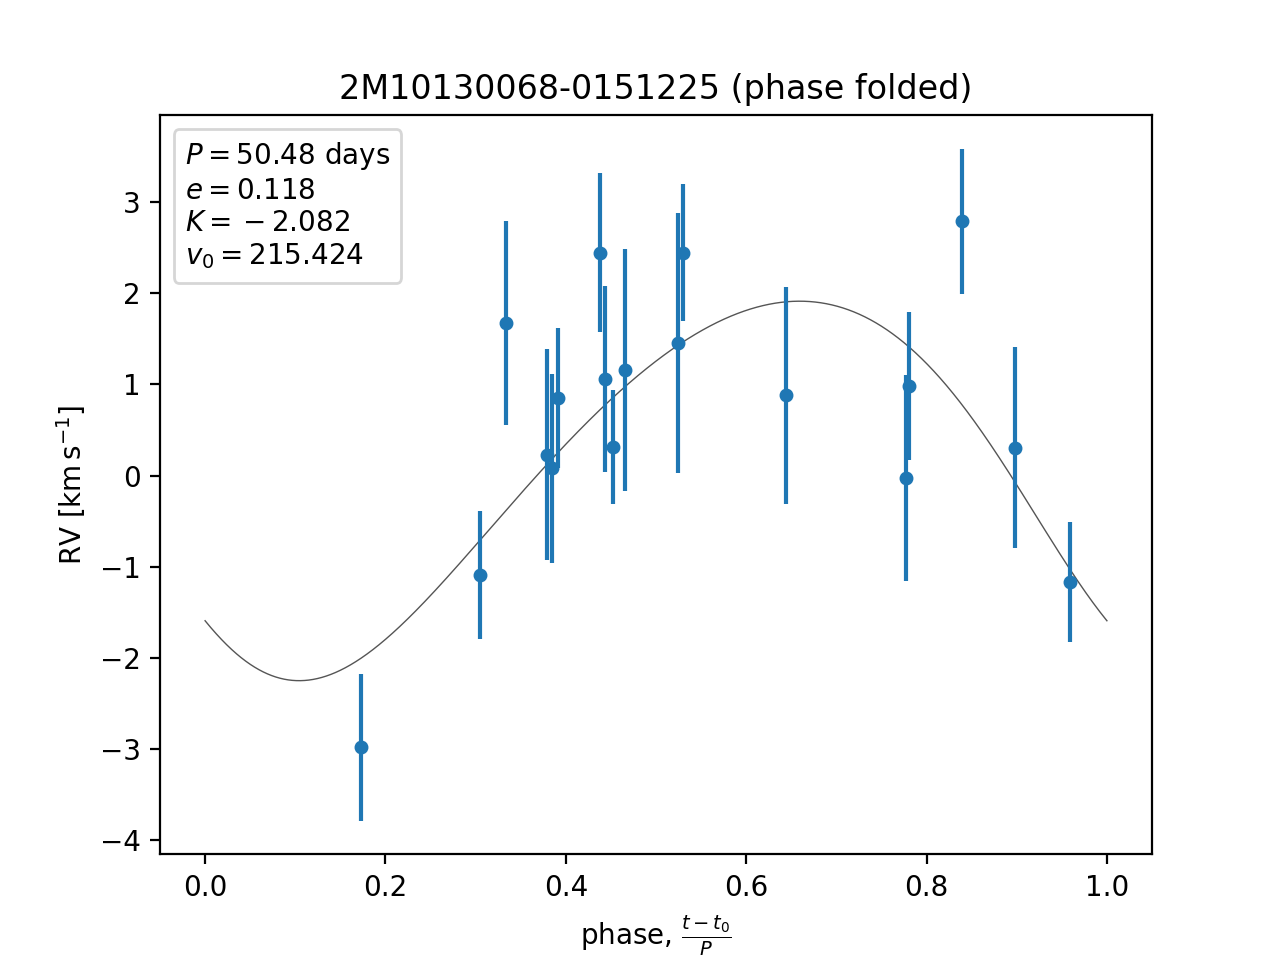 2M10130068-0151225 (phase folded)
P = 50.48 days
e = 0.118
K = −2.082
v₀ = 215.424
3
2
1
0
−1
−2
−3
−4
RV [km s⁻¹]
0.0 0.2 0.4 0.6 0.8 1.0
phase, (t − t₀)/P